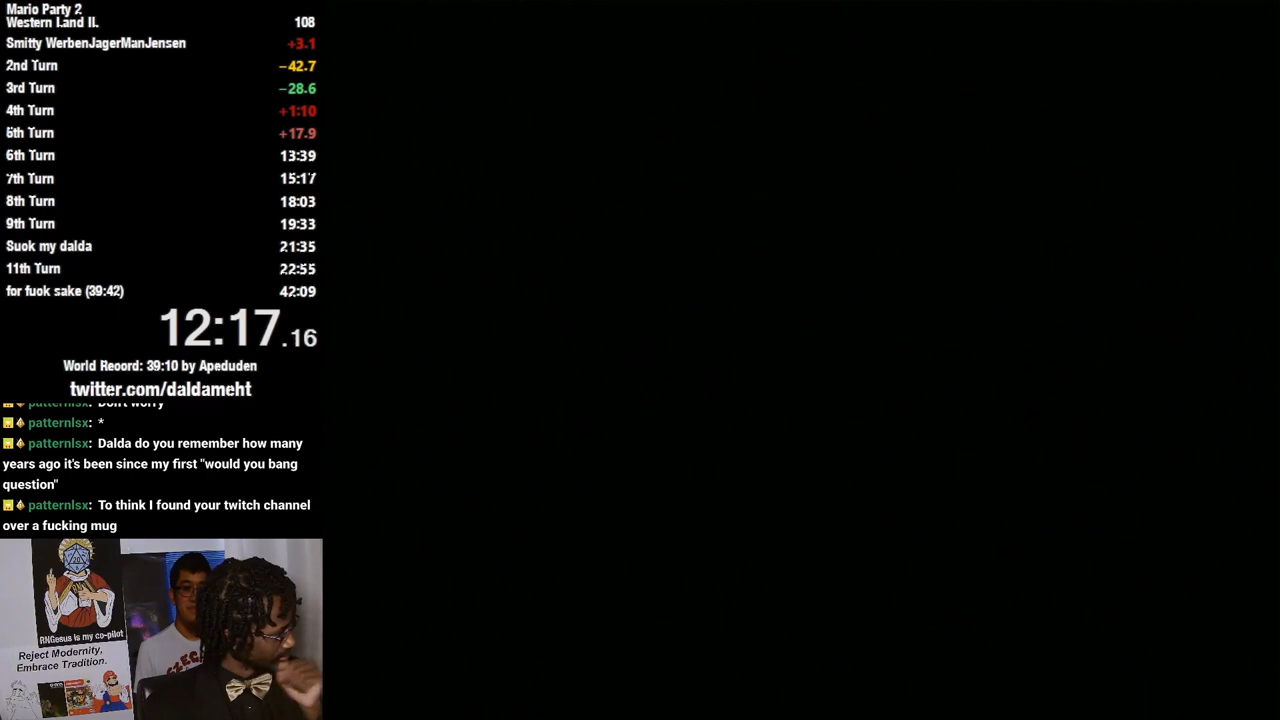 Mario Party 2
Western Land II. 108
Smitty WerbenJagerManJensen +3.1
2nd Turn −42.7
3rd Turn −28.6
4th Turn +1:10
5th Turn +17.9
6th Turn 13:39
7th Turn 15:17
8th Turn 18:03
9th Turn 19:33
Suck my dalda 21:35
11th Turn 22:55
for fuck sake (39:42) 42:09
12:17.16
World Record: 39:10 by Apeduden
twitter.com/daldameht
patternlsx: Don't worry
patternlsx: *
patternlsx: Dalda do you remember how many
years ago it's been since my first "would you bang
question"
patternlsx: To think I found your twitch channel
over a fucking mug
RNGesus is my co-pilot
Reject Modernity,
Embrace Tradition.